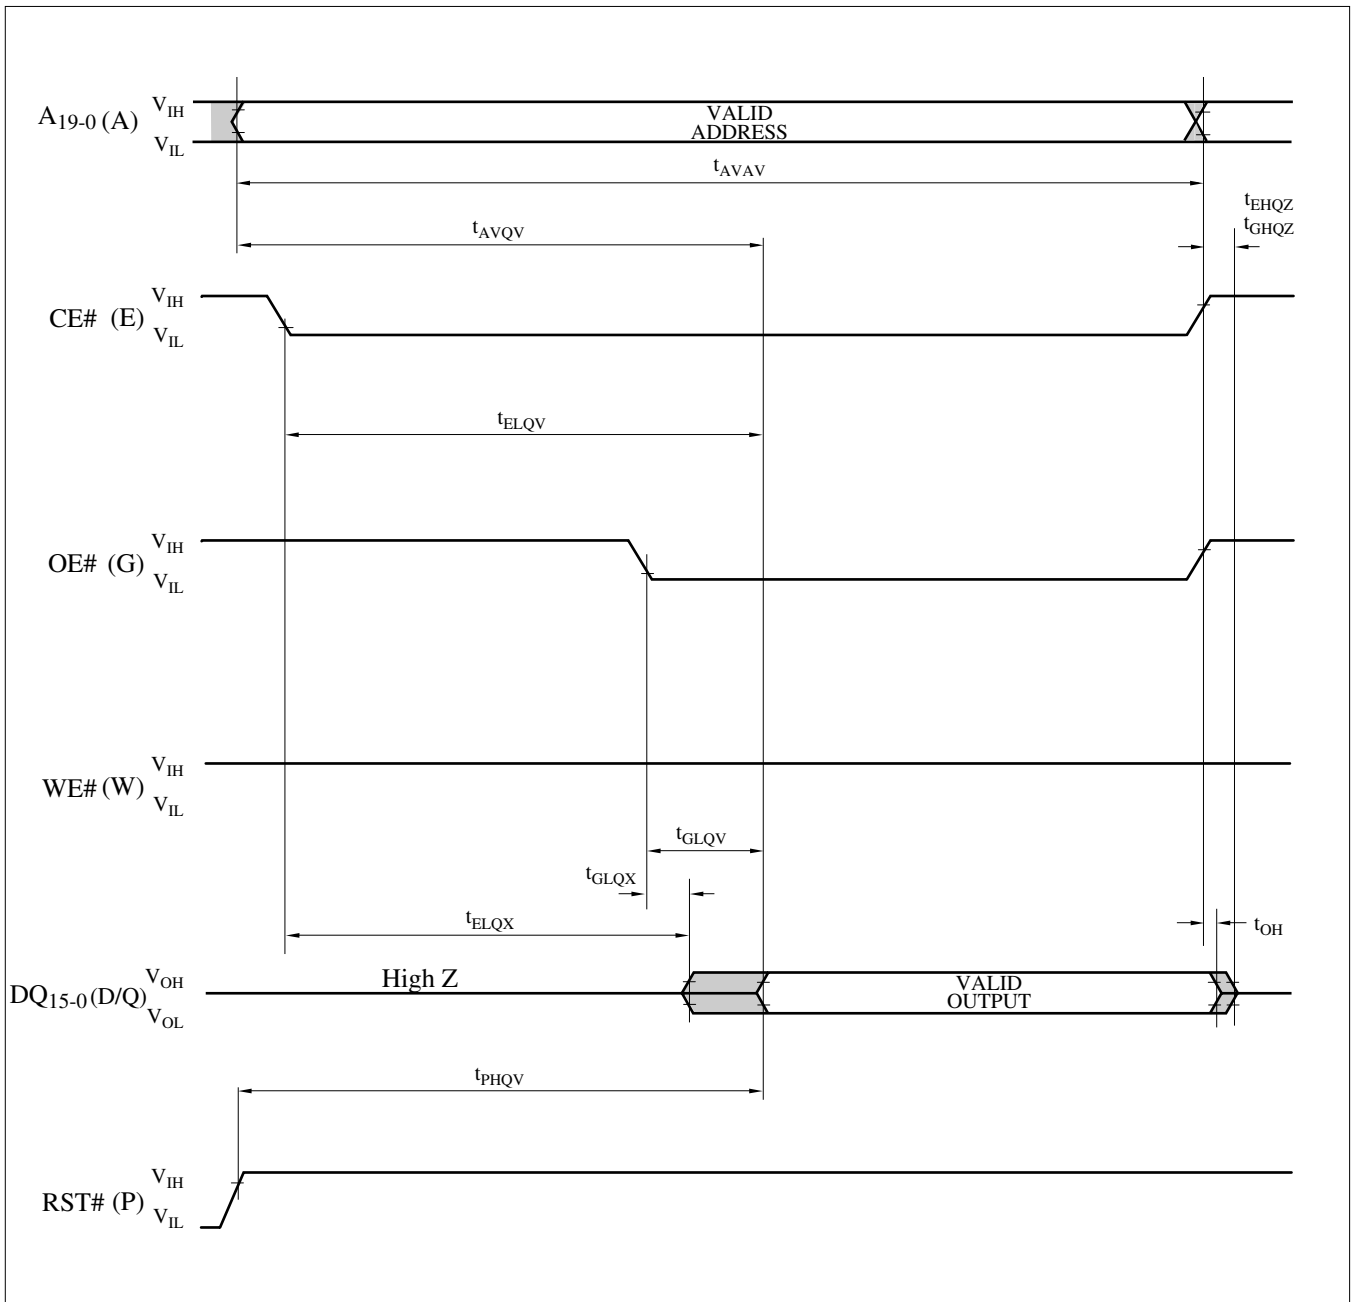 A19-0 (A) VIH VIL
VALID
ADDRESS
tAVAV
tEHQZ
tGHQZ
tAVQV
CE# (E) VIH VIL
tELQV
OE# (G) VIH VIL
WE# (W) VIH VIL
tGLQV
tGLQX
tELQX
tOH
DQ15-0 (D/Q) VOH VOL
High Z
VALID
OUTPUT
tPHQV
RST# (P) VIH VIL